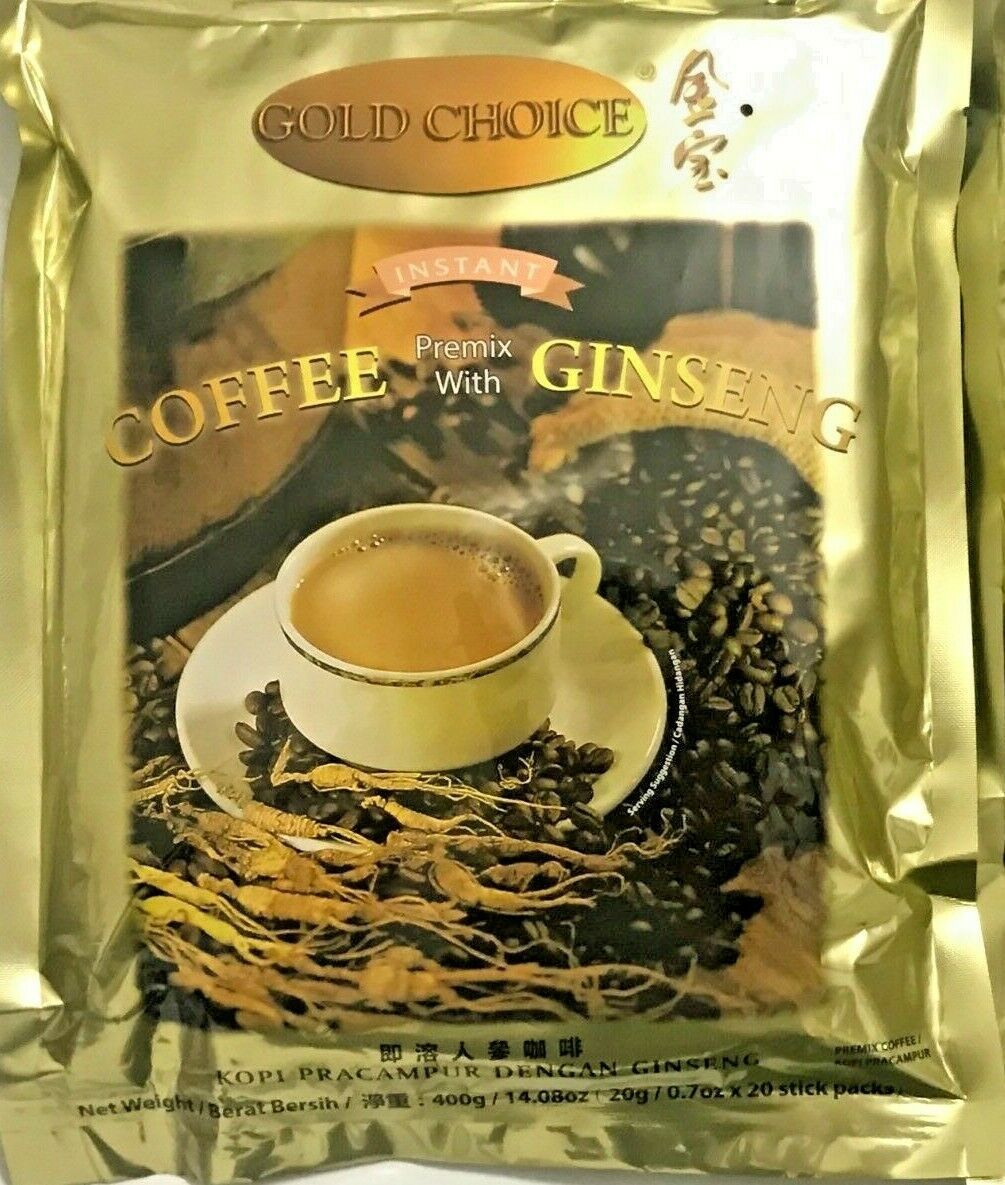 GOLD CHOICE ®
金宝
INSTANT
COFFEE Premix With GINSENG
Serving Suggestion / Cadangan Hidangan
即溶人參咖啡
KOPI PRACAMPUR DENGAN GINSENG
PREMIX COFFEE /
KOPI PRACAMPUR
Net Weight / Berat Bersih / 淨重 : 400g / 14.08oz ( 20g / 0.7oz x 20 stick packs)